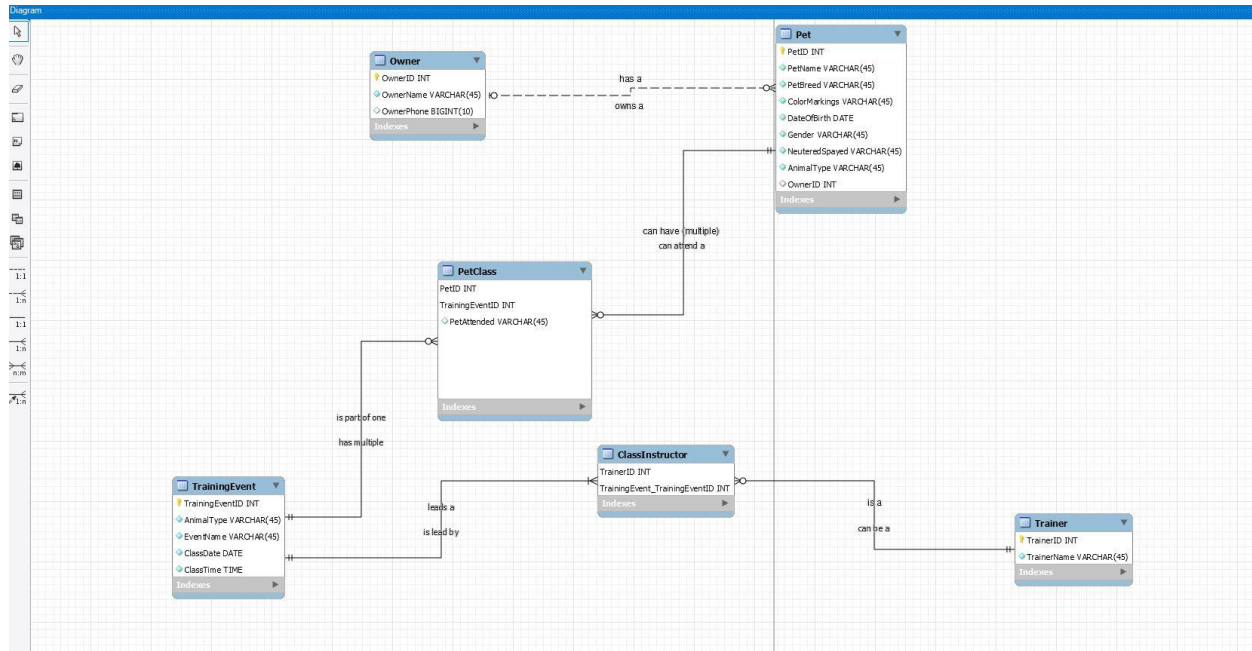 Diagram
Owner
OwnerID INT
OwnerName VARCHAR(45)
OwnerPhone BIGINT(10)
Indexes
has a
owns a
Pet
PetID INT
PetName VARCHAR(45)
PetBreed VARCHAR(45)
ColorMarkings VARCHAR(45)
DateOfBirth DATE
Gender VARCHAR(45)
NeuteredSpayed VARCHAR(45)
AnimalType VARCHAR(45)
OwnerID INT
Indexes
can have (multiple)
can attend a
PetClass
PetID INT
TrainingEventID INT
PetAttended VARCHAR(45)
Indexes
is part of one
has multiple
TrainingEvent
TrainingEventID INT
AnimalType VARCHAR(45)
EventName VARCHAR(45)
ClassDate DATE
ClassTime TIME
Indexes
leads a
is lead by
ClassInstructor
TrainerID INT
TrainingEvent_TrainingEventID INT
Indexes
is a
can be a
Trainer
TrainerID INT
TrainerName VARCHAR(45)
Indexes
1:1
1:n
1:1
1:n
n:m
1:n